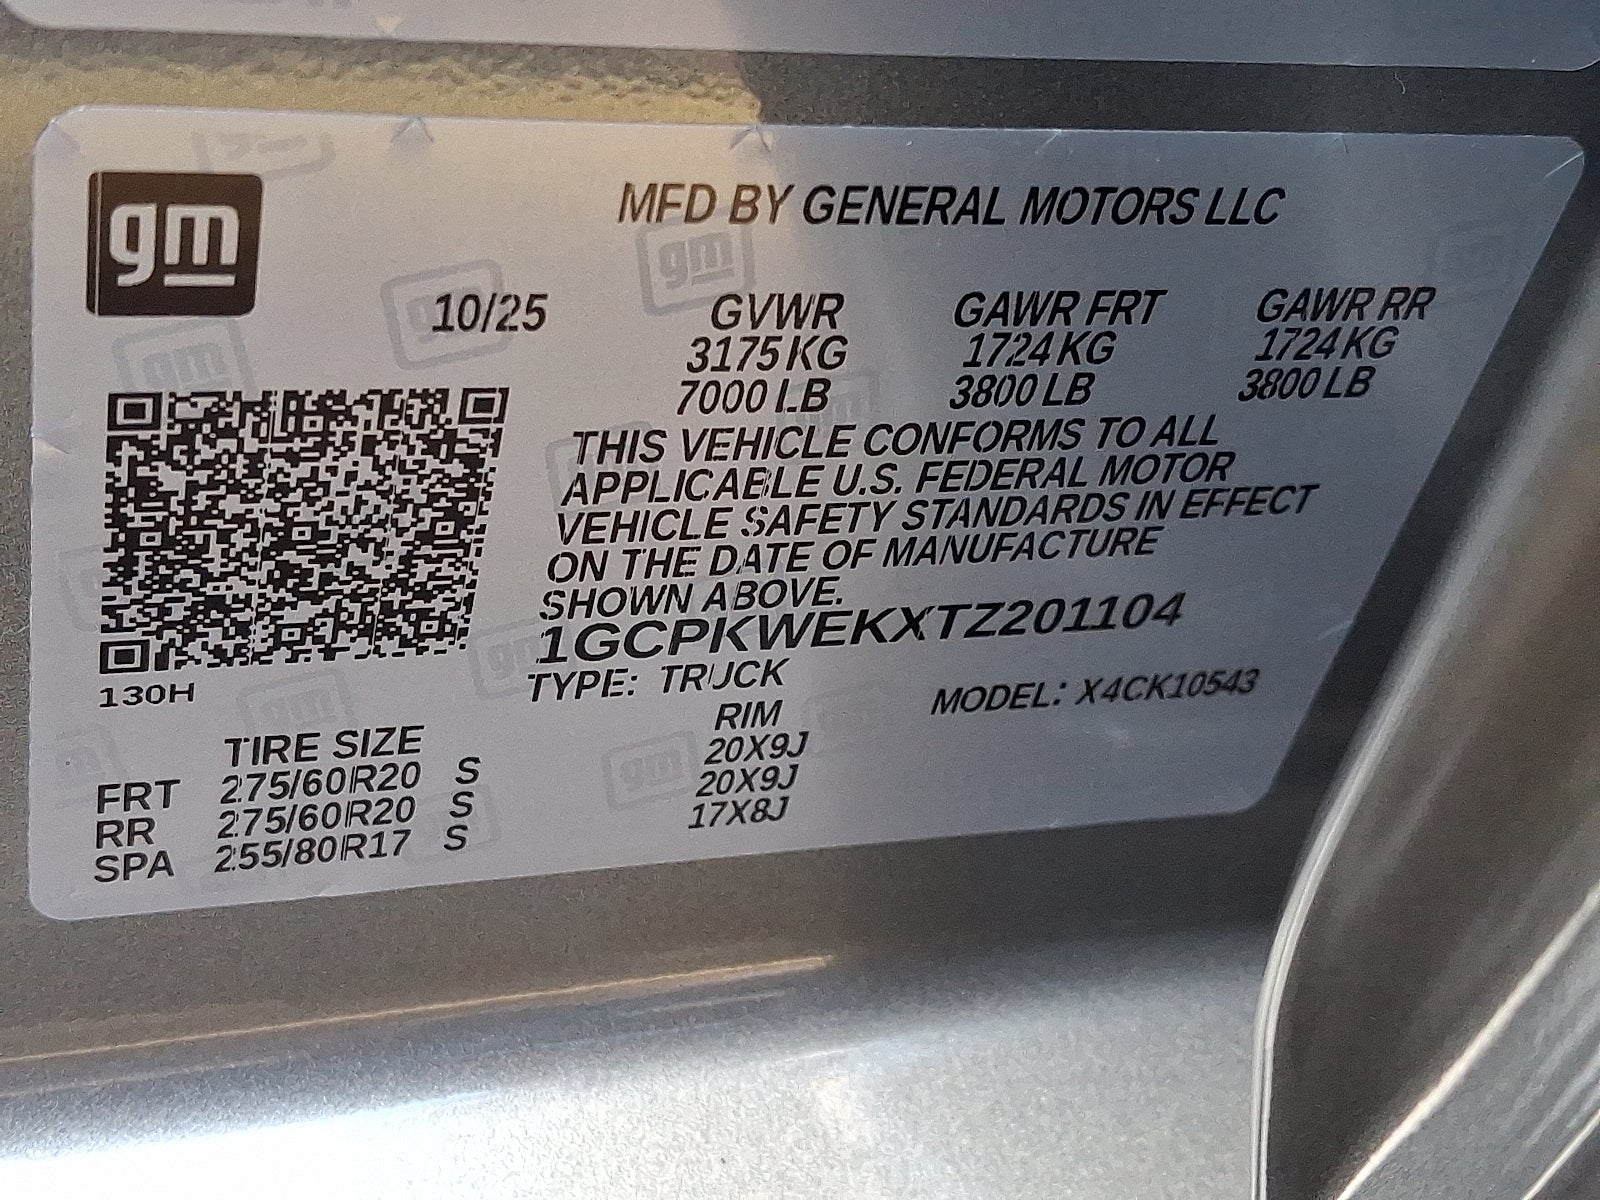 gm
MFD BY GENERAL MOTORS LLC
10/25 GVWR GAWR FRT GAWR RR
3175 KG 1724 KG 1724 KG
7000 LB 3800 LB 3800 LB
THIS VEHICLE CONFORMS TO ALL
APPLICABLE U.S. FEDERAL MOTOR
VEHICLE SAFETY STANDARDS IN EFFECT
ON THE DATE OF MANUFACTURE
SHOWN ABOVE.
1GCPKWEKXTZ201104
130H
TYPE: TRUCK MODEL: X4CK10543
TIRE SIZE RIM
FRT 275/60R20 S 20X9J
RR 275/60R20 S 20X9J
SPA 255/80R17 S 17X8J